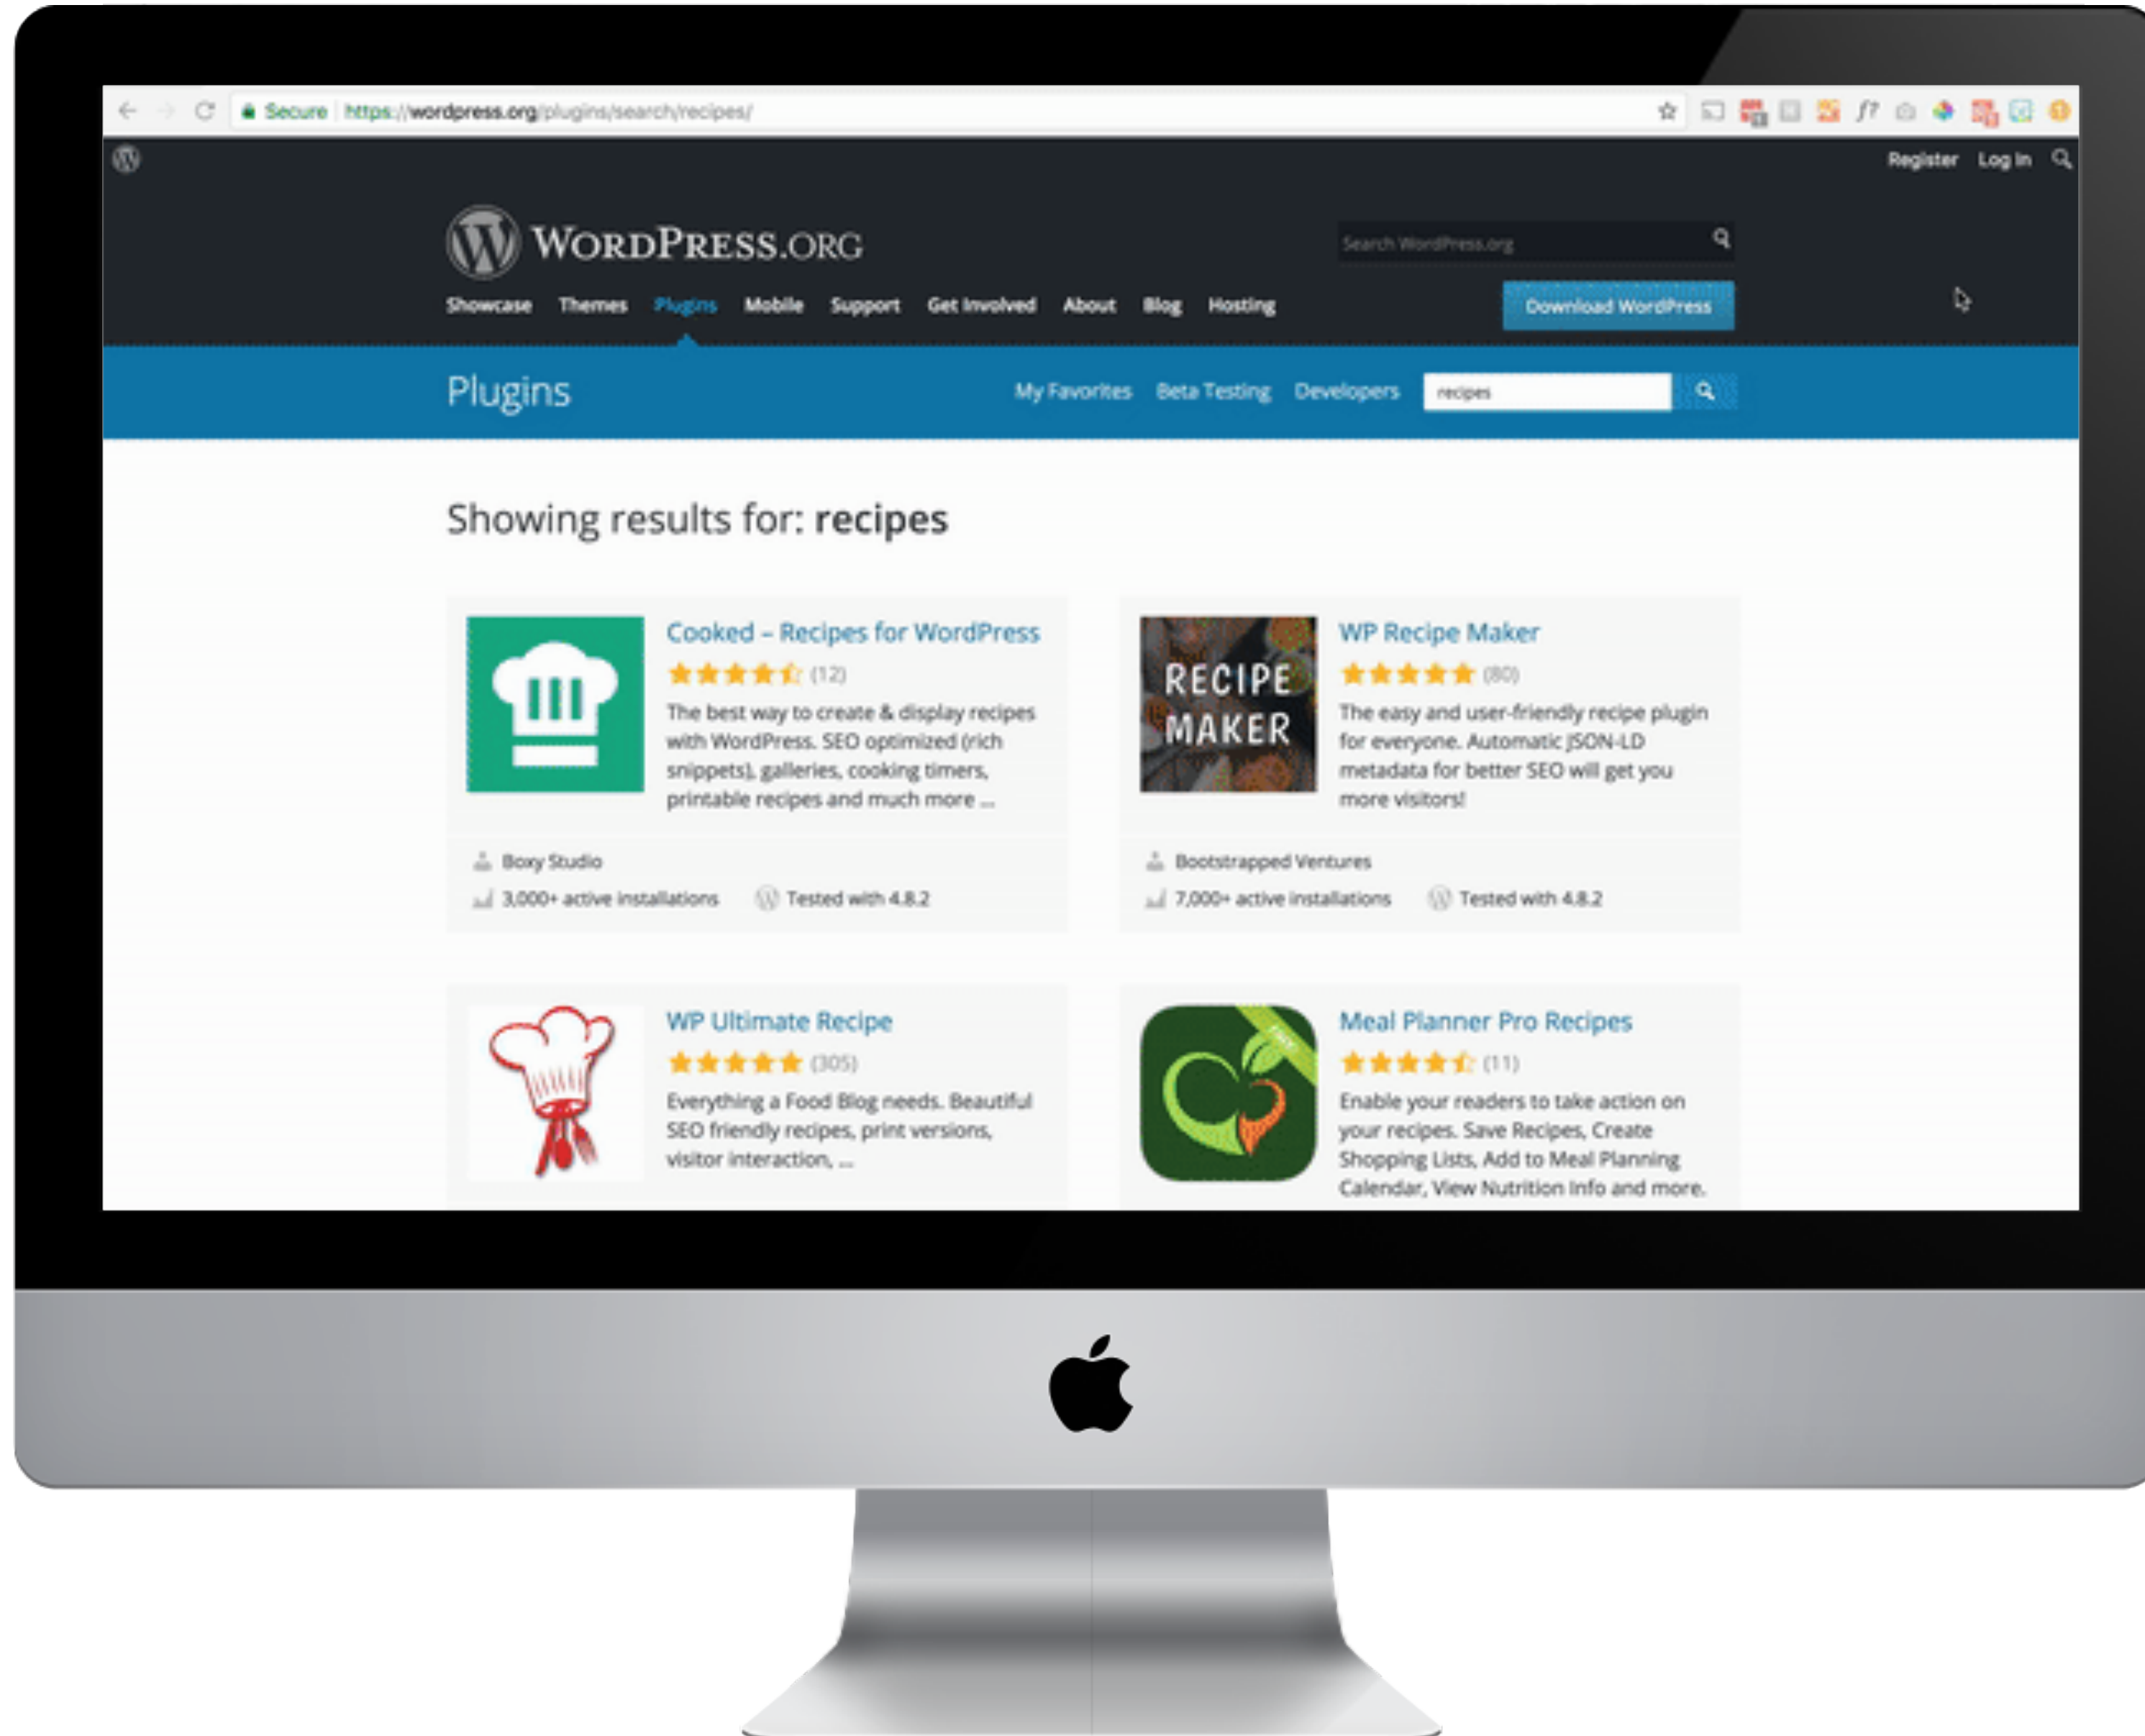 Secure https://wordpress.org/plugins/search/recipes/
Register Log In
WORDPRESS.ORG
Search WordPress.org
Showcase Themes Plugins Mobile Support Get Involved About Blog Hosting
Download WordPress
Plugins
My Favorites Beta Testing Developers
recipes
Showing results for: recipes
Cooked – Recipes for WordPress
(12)
The best way to create & display recipes
with WordPress. SEO optimized (rich
snippets), galleries, cooking timers,
printable recipes and much more ...
Boxy Studio
3,000+ active installations Tested with 4.8.2
RECIPE
MAKER
WP Recipe Maker
(80)
The easy and user-friendly recipe plugin
for everyone. Automatic JSON-LD
metadata for better SEO will get you
more visitors!
Bootstrapped Ventures
7,000+ active installations Tested with 4.8.2
WP Ultimate Recipe
(305)
Everything a Food Blog needs. Beautiful
SEO friendly recipes, print versions,
visitor interaction, ...
FREE
Meal Planner Pro Recipes
(11)
Enable your readers to take action on
your recipes. Save Recipes, Create
Shopping Lists, Add to Meal Planning
Calendar, View Nutrition Info and more.